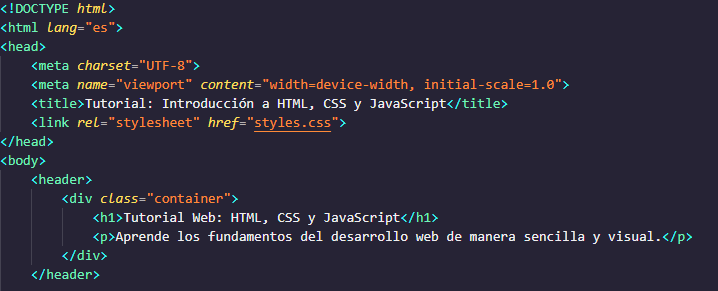 <!DOCTYPE html>
<html lang="es">
<head>
    <meta charset="UTF-8">
    <meta name="viewport" content="width=device-width, initial-scale=1.0">
    <title>Tutorial: Introducción a HTML, CSS y JavaScript</title>
    <link rel="stylesheet" href="styles.css">
</head>
<body>
    <header>
        <div class="container">
            <h1>Tutorial Web: HTML, CSS y JavaScript</h1>
            <p>Aprende los fundamentos del desarrollo web de manera sencilla y visual.</p>
        </div>
    </header>